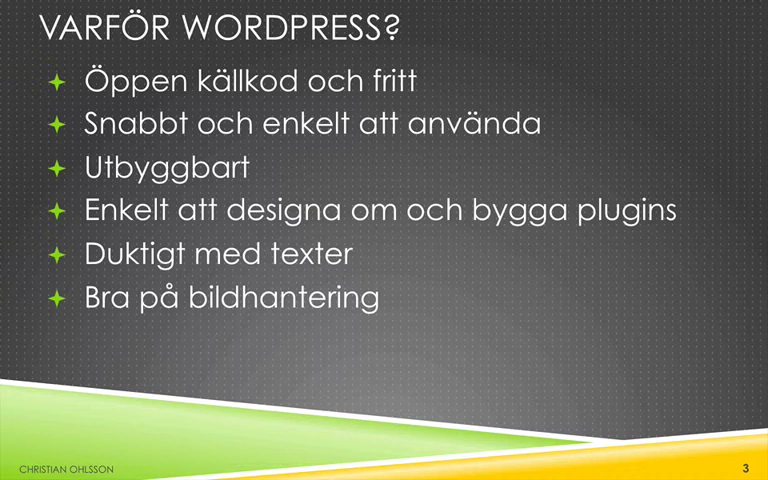 VARFÖR WORDPRESS?
Öppen källkod och fritt
Snabbt och enkelt att använda
Utbyggbart
Enkelt att designa om och bygga plugins
Duktigt med texter
Bra på bildhantering
CHRISTIAN OHLSSON
3